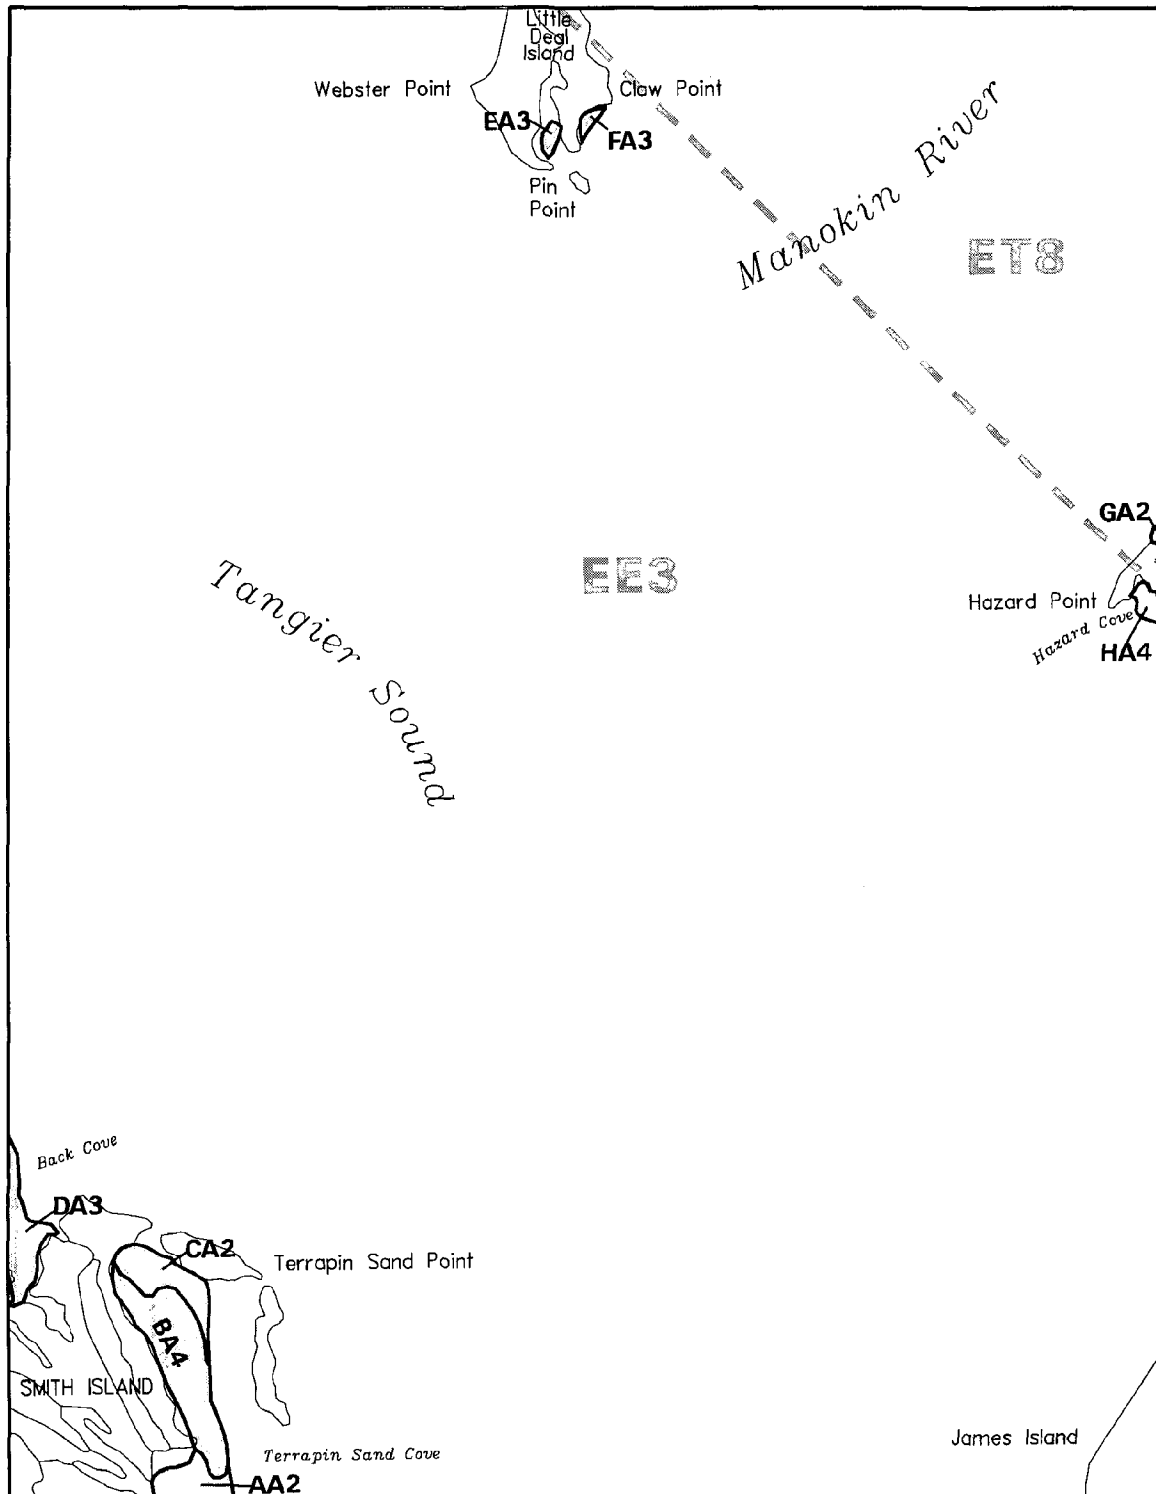 Little
Deal
Island
Webster Point
Claw Point
EA3
FA3
Pin
Point
Manokin River
ET8
GA2
EE3
Hazard Point
Hazard Cove
HA4
Tangier Sound
Back Cove
DA3
CA2
Terrapin Sand Point
BA4
SMITH ISLAND
James Island
Terrapin Sand Cove
AA2